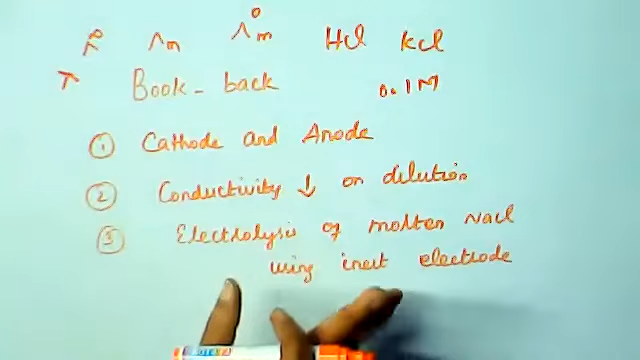 λ° Λm Λ°m HCl KCl
Book - back 0.1M
① Cathode and Anode
② Conductivity ↓ on dilution
③ Electrolysis of molten NaCl
using inert electrode